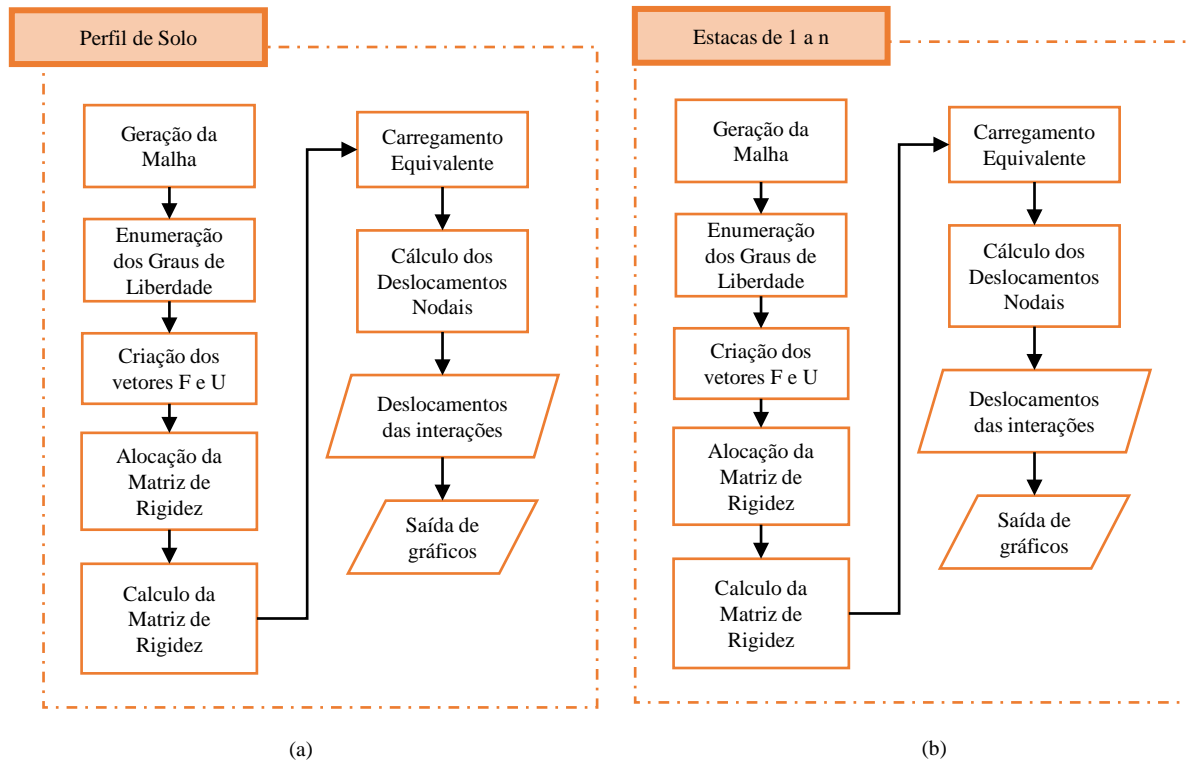 Perfil de Solo
Geração da
Malha
Enumeração
dos Graus de
Liberdade
Criação dos
vetores F e U
Alocação da
Matriz de
Rigidez
Calculo da
Matriz de
Rigidez
Carregamento
Equivalente
Cálculo dos
Deslocamentos
Nodais
Deslocamentos
das interações
Saída de
gráficos
(a)
Estacas de 1 a n
Geração da
Malha
Enumeração
dos Graus de
Liberdade
Criação dos
vetores F e U
Alocação da
Matriz de
Rigidez
Calculo da
Matriz de
Rigidez
Carregamento
Equivalente
Cálculo dos
Deslocamentos
Nodais
Deslocamentos
das interações
Saída de
gráficos
(b)